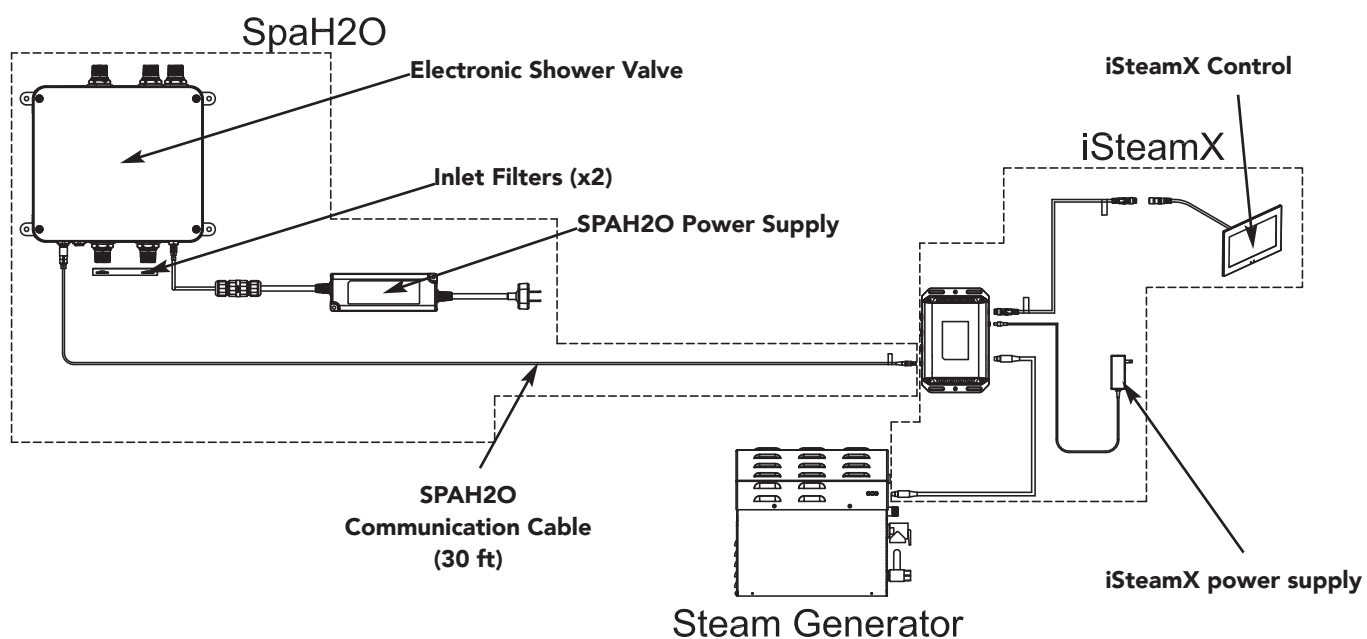 SpaH2O
Electronic Shower Valve
iSteamX Control
iSteamX
Inlet Filters (x2)
SPAH2O Power Supply
SPAH2O
Communication Cable
(30 ft)
iSteamX power supply
Steam Generator